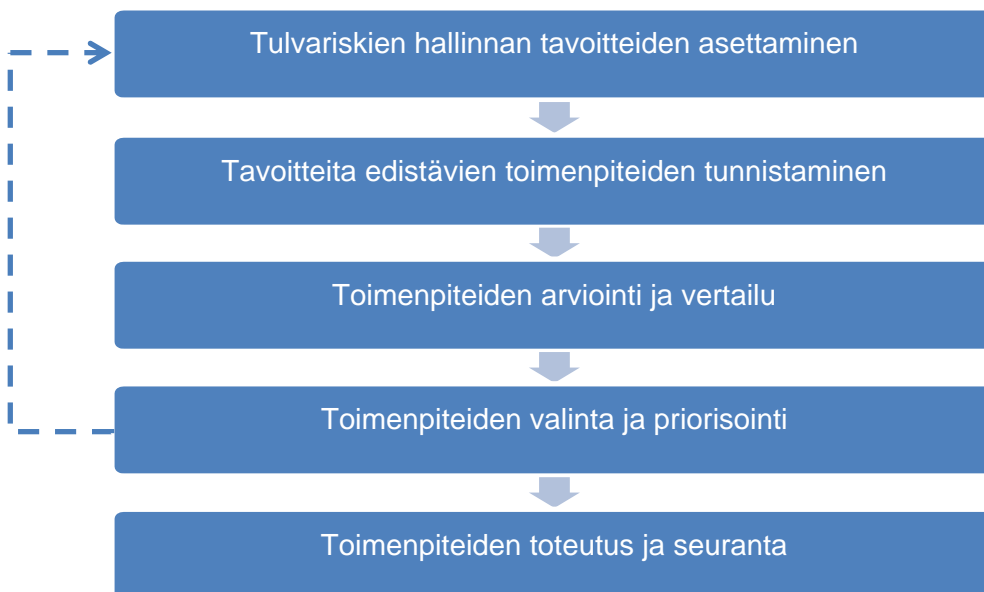 Tulvariskien hallinnan tavoitteiden asettaminen
Tavoitteita edistävien toimenpiteiden tunnistaminen
Toimenpiteiden arviointi ja vertailu
Toimenpiteiden valinta ja priorisointi
Toimenpiteiden toteutus ja seuranta